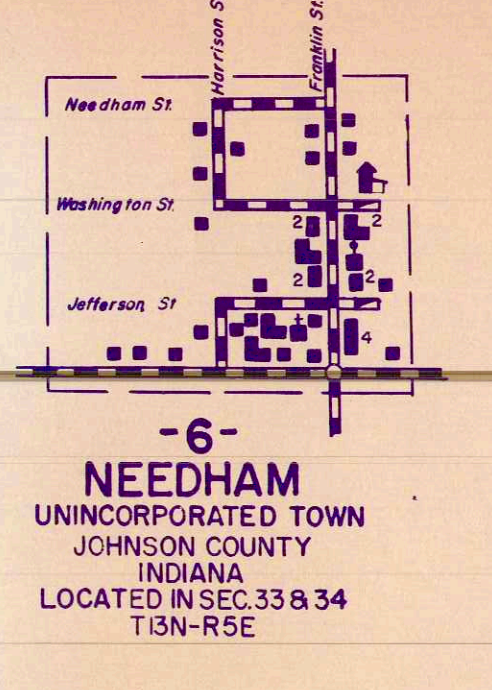 Harrison S
Franklin St.
Needham St.
Washington St.
2
2
2
2
Jefferson St
4
-6-
NEEDHAM
UNINCORPORATED TOWN
JOHNSON COUNTY
INDIANA
LOCATED IN SEC. 33 & 34
T13N-R5E